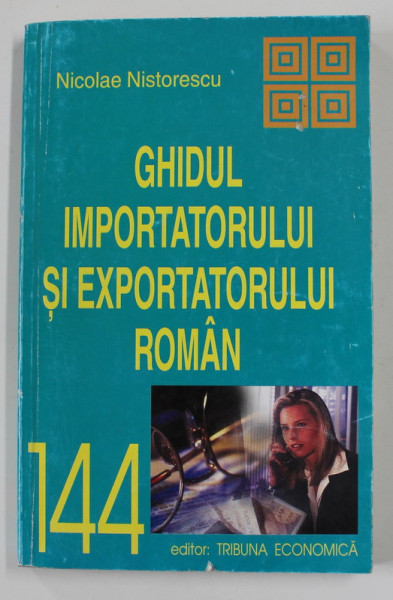 Nicolae Nistorescu
GHIDUL
IMPORTATORULUI
ȘI EXPORTATORULUI
ROMÂN
144
editor: TRIBUNA ECONOMICĂ